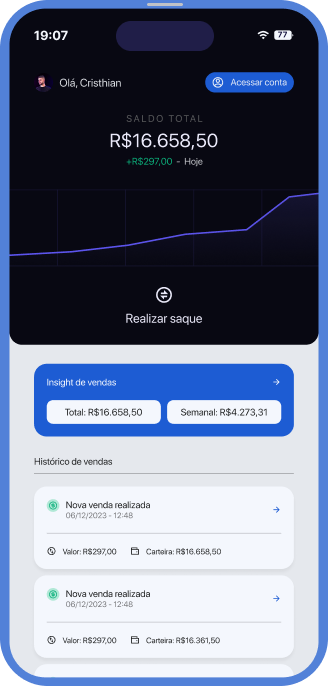 19:07
77
Olá, Cristhian
Acessar conta
SALDO TOTAL
R$16.658,50
+R$297,00 - Hoje
Realizar saque
Insight de vendas
Total: R$16.658,50
Semanal: R$4.273,31
Histórico de vendas
Nova venda realizada
06/12/2023 - 12:48
Valor: R$297,00
Carteira: R$16.658,50
Nova venda realizada
06/12/2023 - 12:48
Valor: R$297,00
Carteira: R$16.361,50